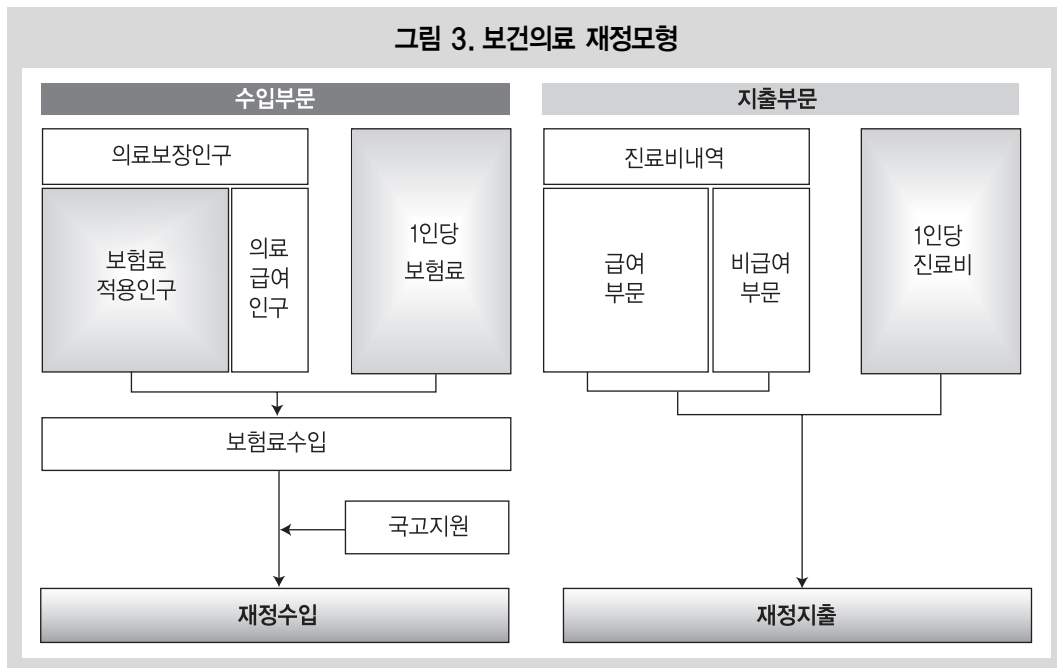 그림 3. 보건의료 재정모형
수입부문
의료보장인구
보험료
적용인구
의료
급여
인구
1인당
보험료
보험료수입
국고지원
재정수입
지출부문
진료비내역
급여
부문
비급여
부문
1인당
진료비
재정지출